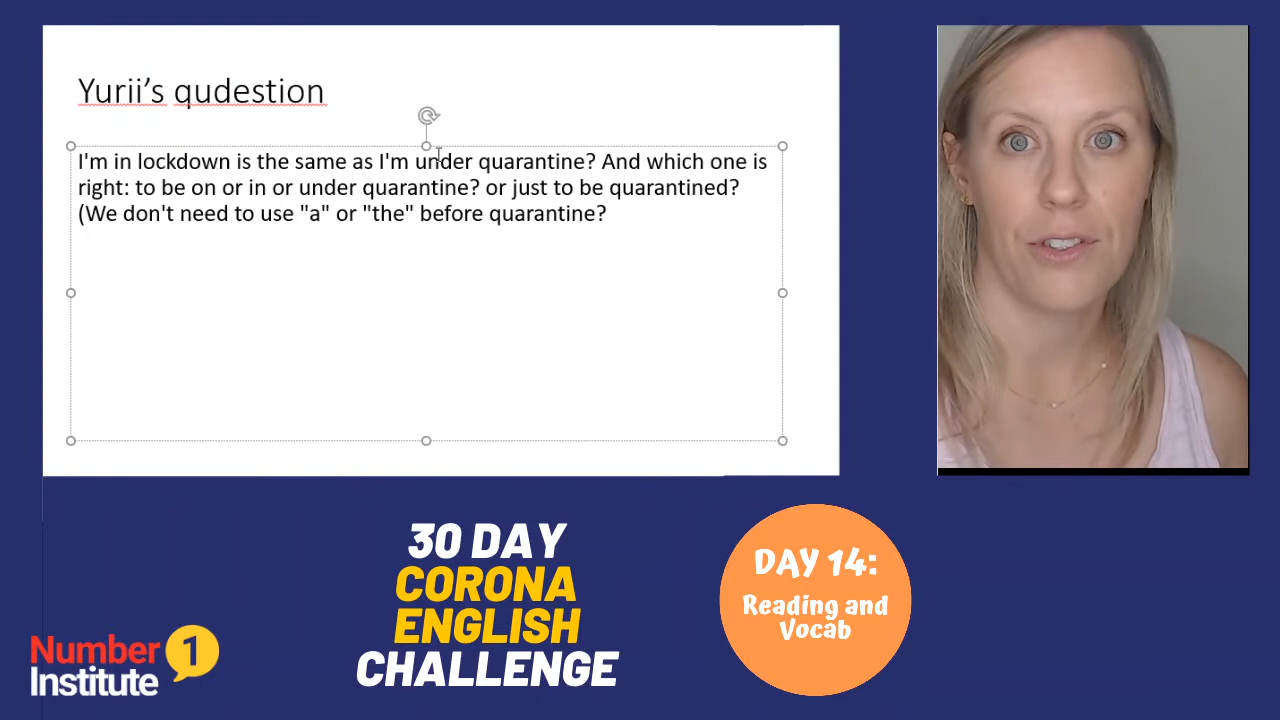 Yurii's qudestion
I'm in lockdown is the same as I'm under quarantine? And which one is
right: to be on or in or under quarantine? or just to be quarantined?
(We don't need to use "a" or "the" before quarantine?
30 DAY
CORONA
ENGLISH
CHALLENGE
DAY 14:
Reading and
Vocab
Number 1
Institute